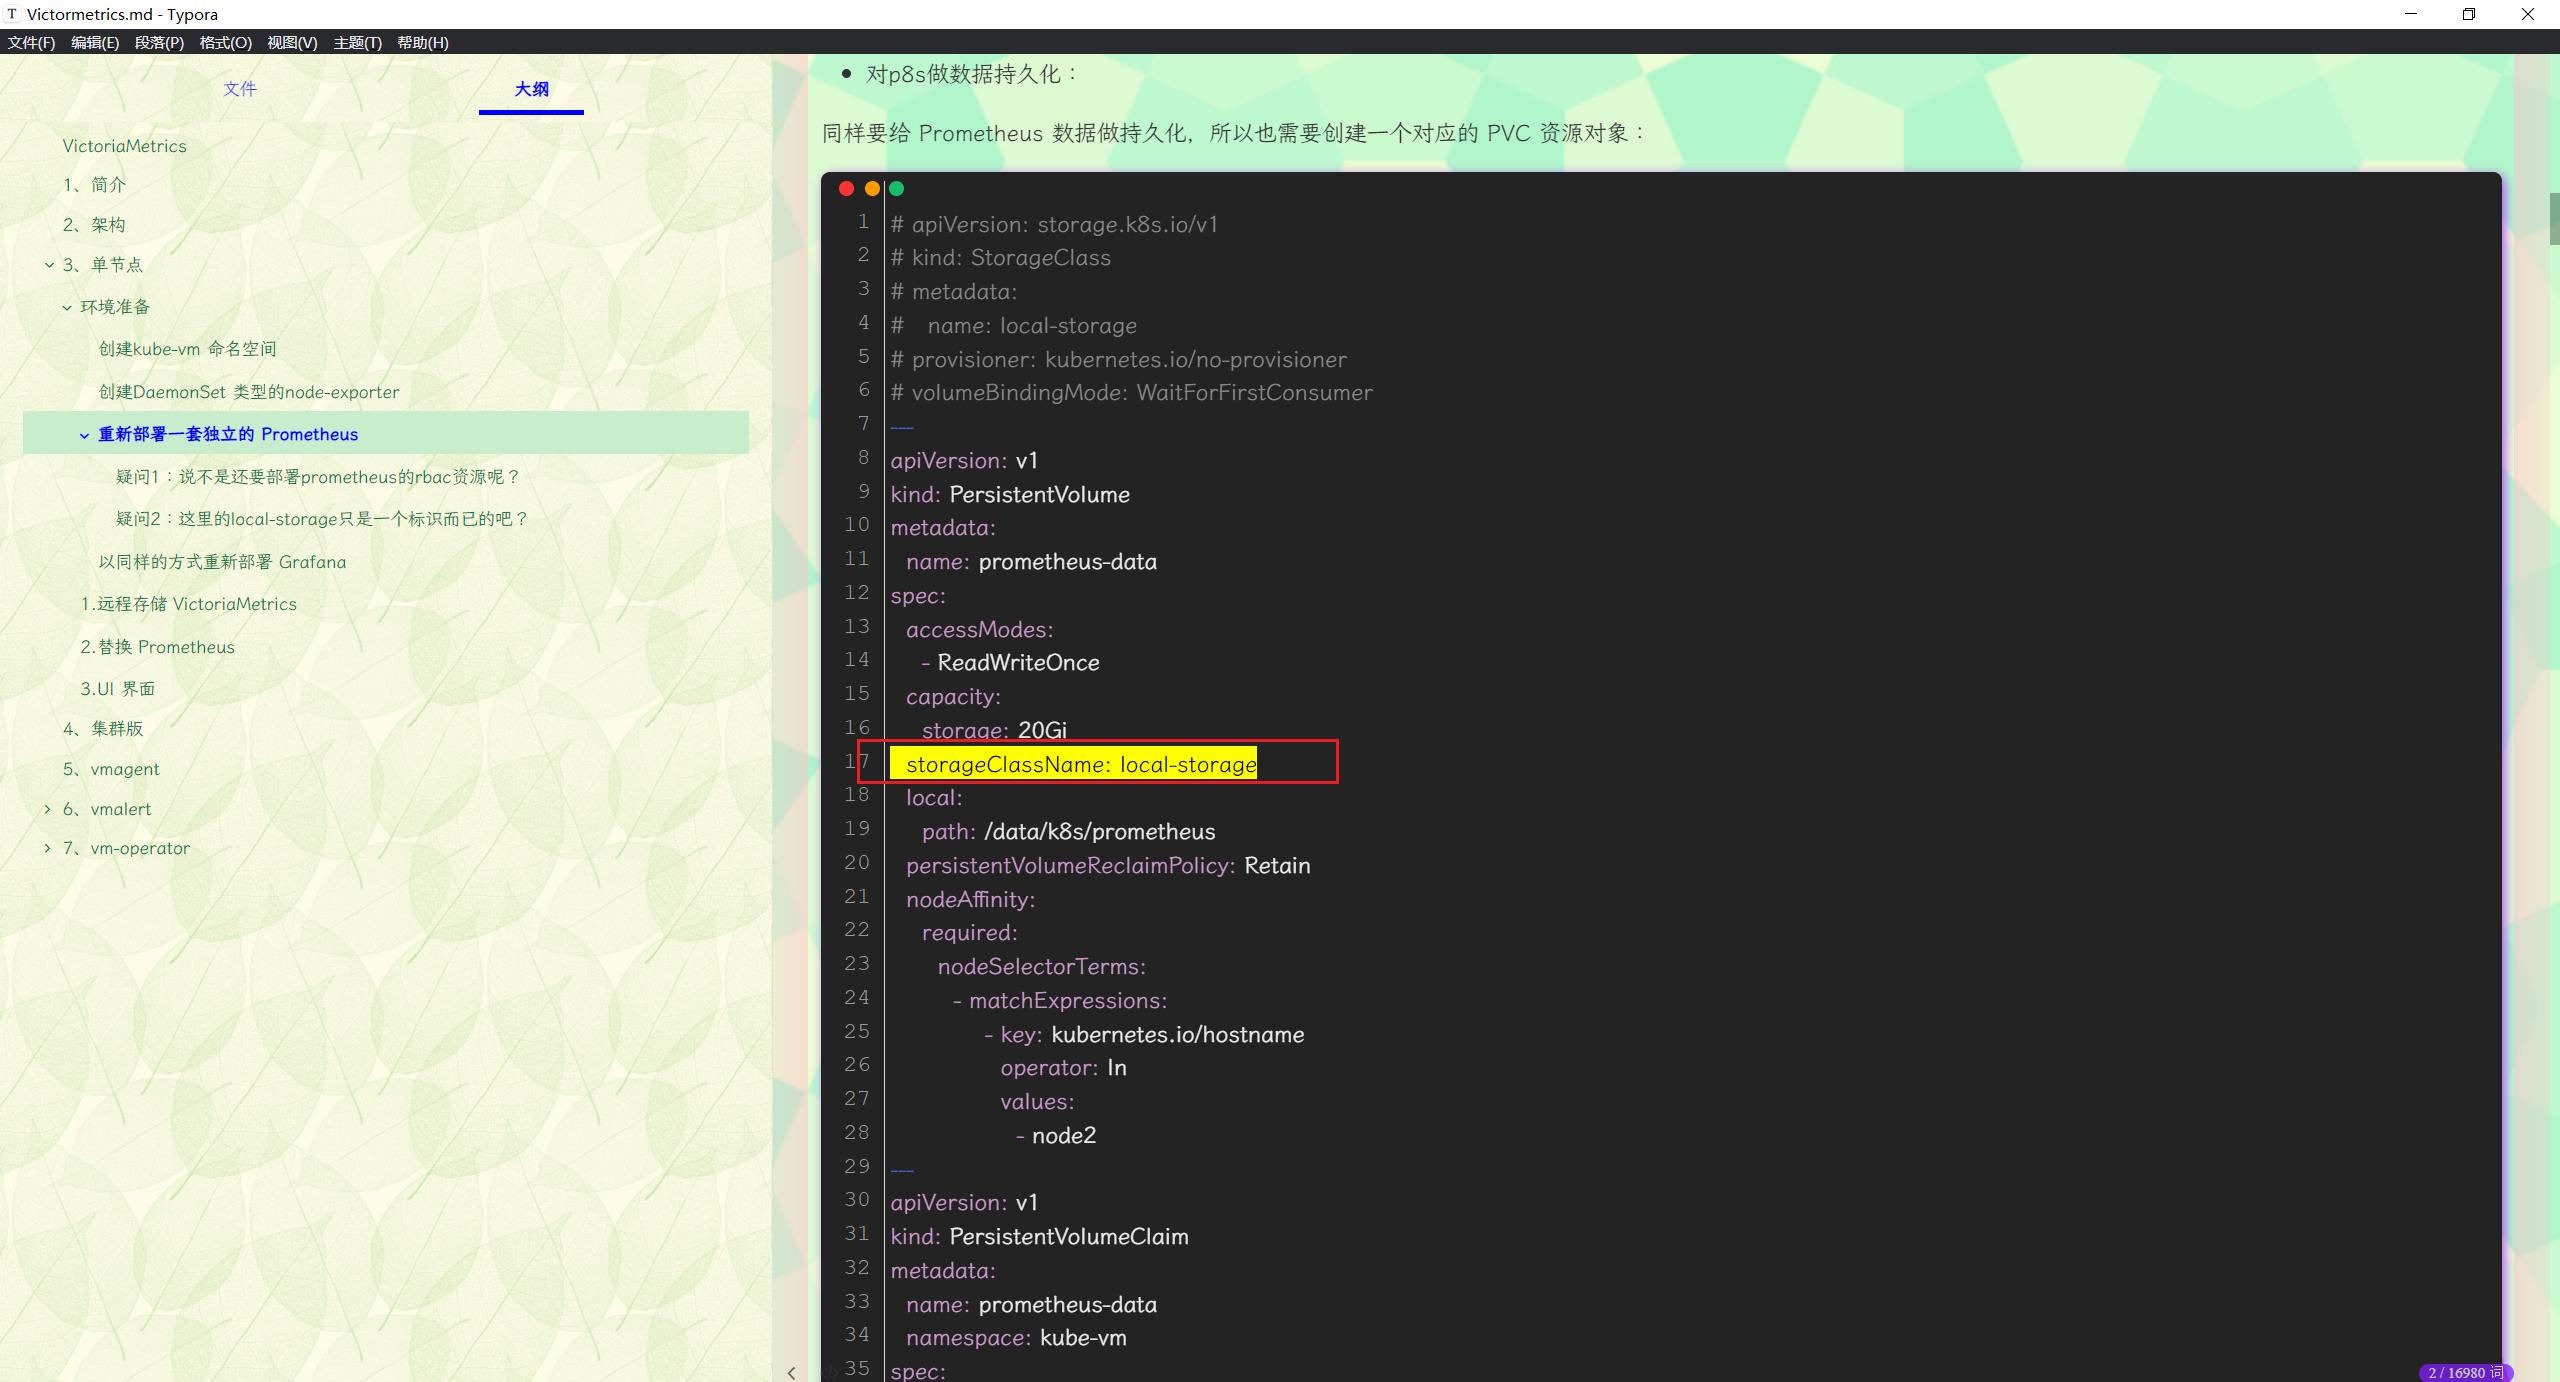 Victormetrics.md - Typora
文件(F) 编辑(E) 段落(P) 格式(O) 视图(V) 主题(T) 帮助(H)
文件 大纲
VictoriaMetrics
1、简介
2、架构
3、单节点
环境准备
创建kube-vm 命名空间
创建DaemonSet 类型的node-exporter
重新部署一套独立的 Prometheus
疑问1：说不是还要部署prometheus的rbac资源呢？
疑问2：这里的local-storage只是一个标识而已的吧？
以同样的方式重新部署 Grafana
1.远程存储 VictoriaMetrics
2.替换 Prometheus
3.UI 界面
4、集群版
5、vmagent
6、vmalert
7、vm-operator
对p8s做数据持久化：
同样要给 Prometheus 数据做持久化，所以也需要创建一个对应的 PVC 资源对象：
1 # apiVersion: storage.k8s.io/v1
2 # kind: StorageClass
3 # metadata:
4 #   name: local-storage
5 # provisioner: kubernetes.io/no-provisioner
6 # volumeBindingMode: WaitForFirstConsumer
7 ---
8 apiVersion: v1
9 kind: PersistentVolume
10 metadata:
11   name: prometheus-data
12 spec:
13   accessModes:
14     - ReadWriteOnce
15   capacity:
16     storage: 20Gi
17   storageClassName: local-storage
18   local:
19     path: /data/k8s/prometheus
20   persistentVolumeReclaimPolicy: Retain
21   nodeAffinity:
22     required:
23       nodeSelectorTerms:
24         - matchExpressions:
25             - key: kubernetes.io/hostname
26               operator: In
27               values:
28                 - node2
29 ---
30 apiVersion: v1
31 kind: PersistentVolumeClaim
32 metadata:
33   name: prometheus-data
34   namespace: kube-vm
35 spec:
2 / 16980 词